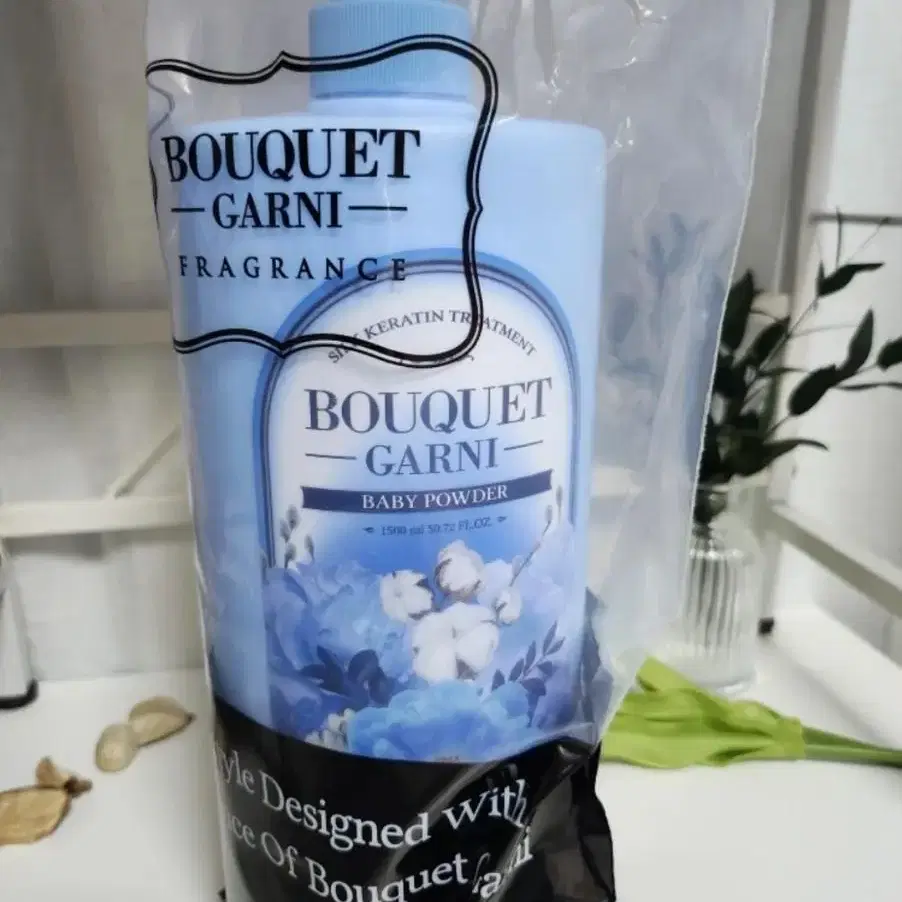 BOUQUET
GARNI
FRAGRANCE
KERATIN TREATMENT
BOUQUET
GARNI
BABY POWDER
1500 ml 50.72 FL.OZ.
Designed With
Of Bouquet